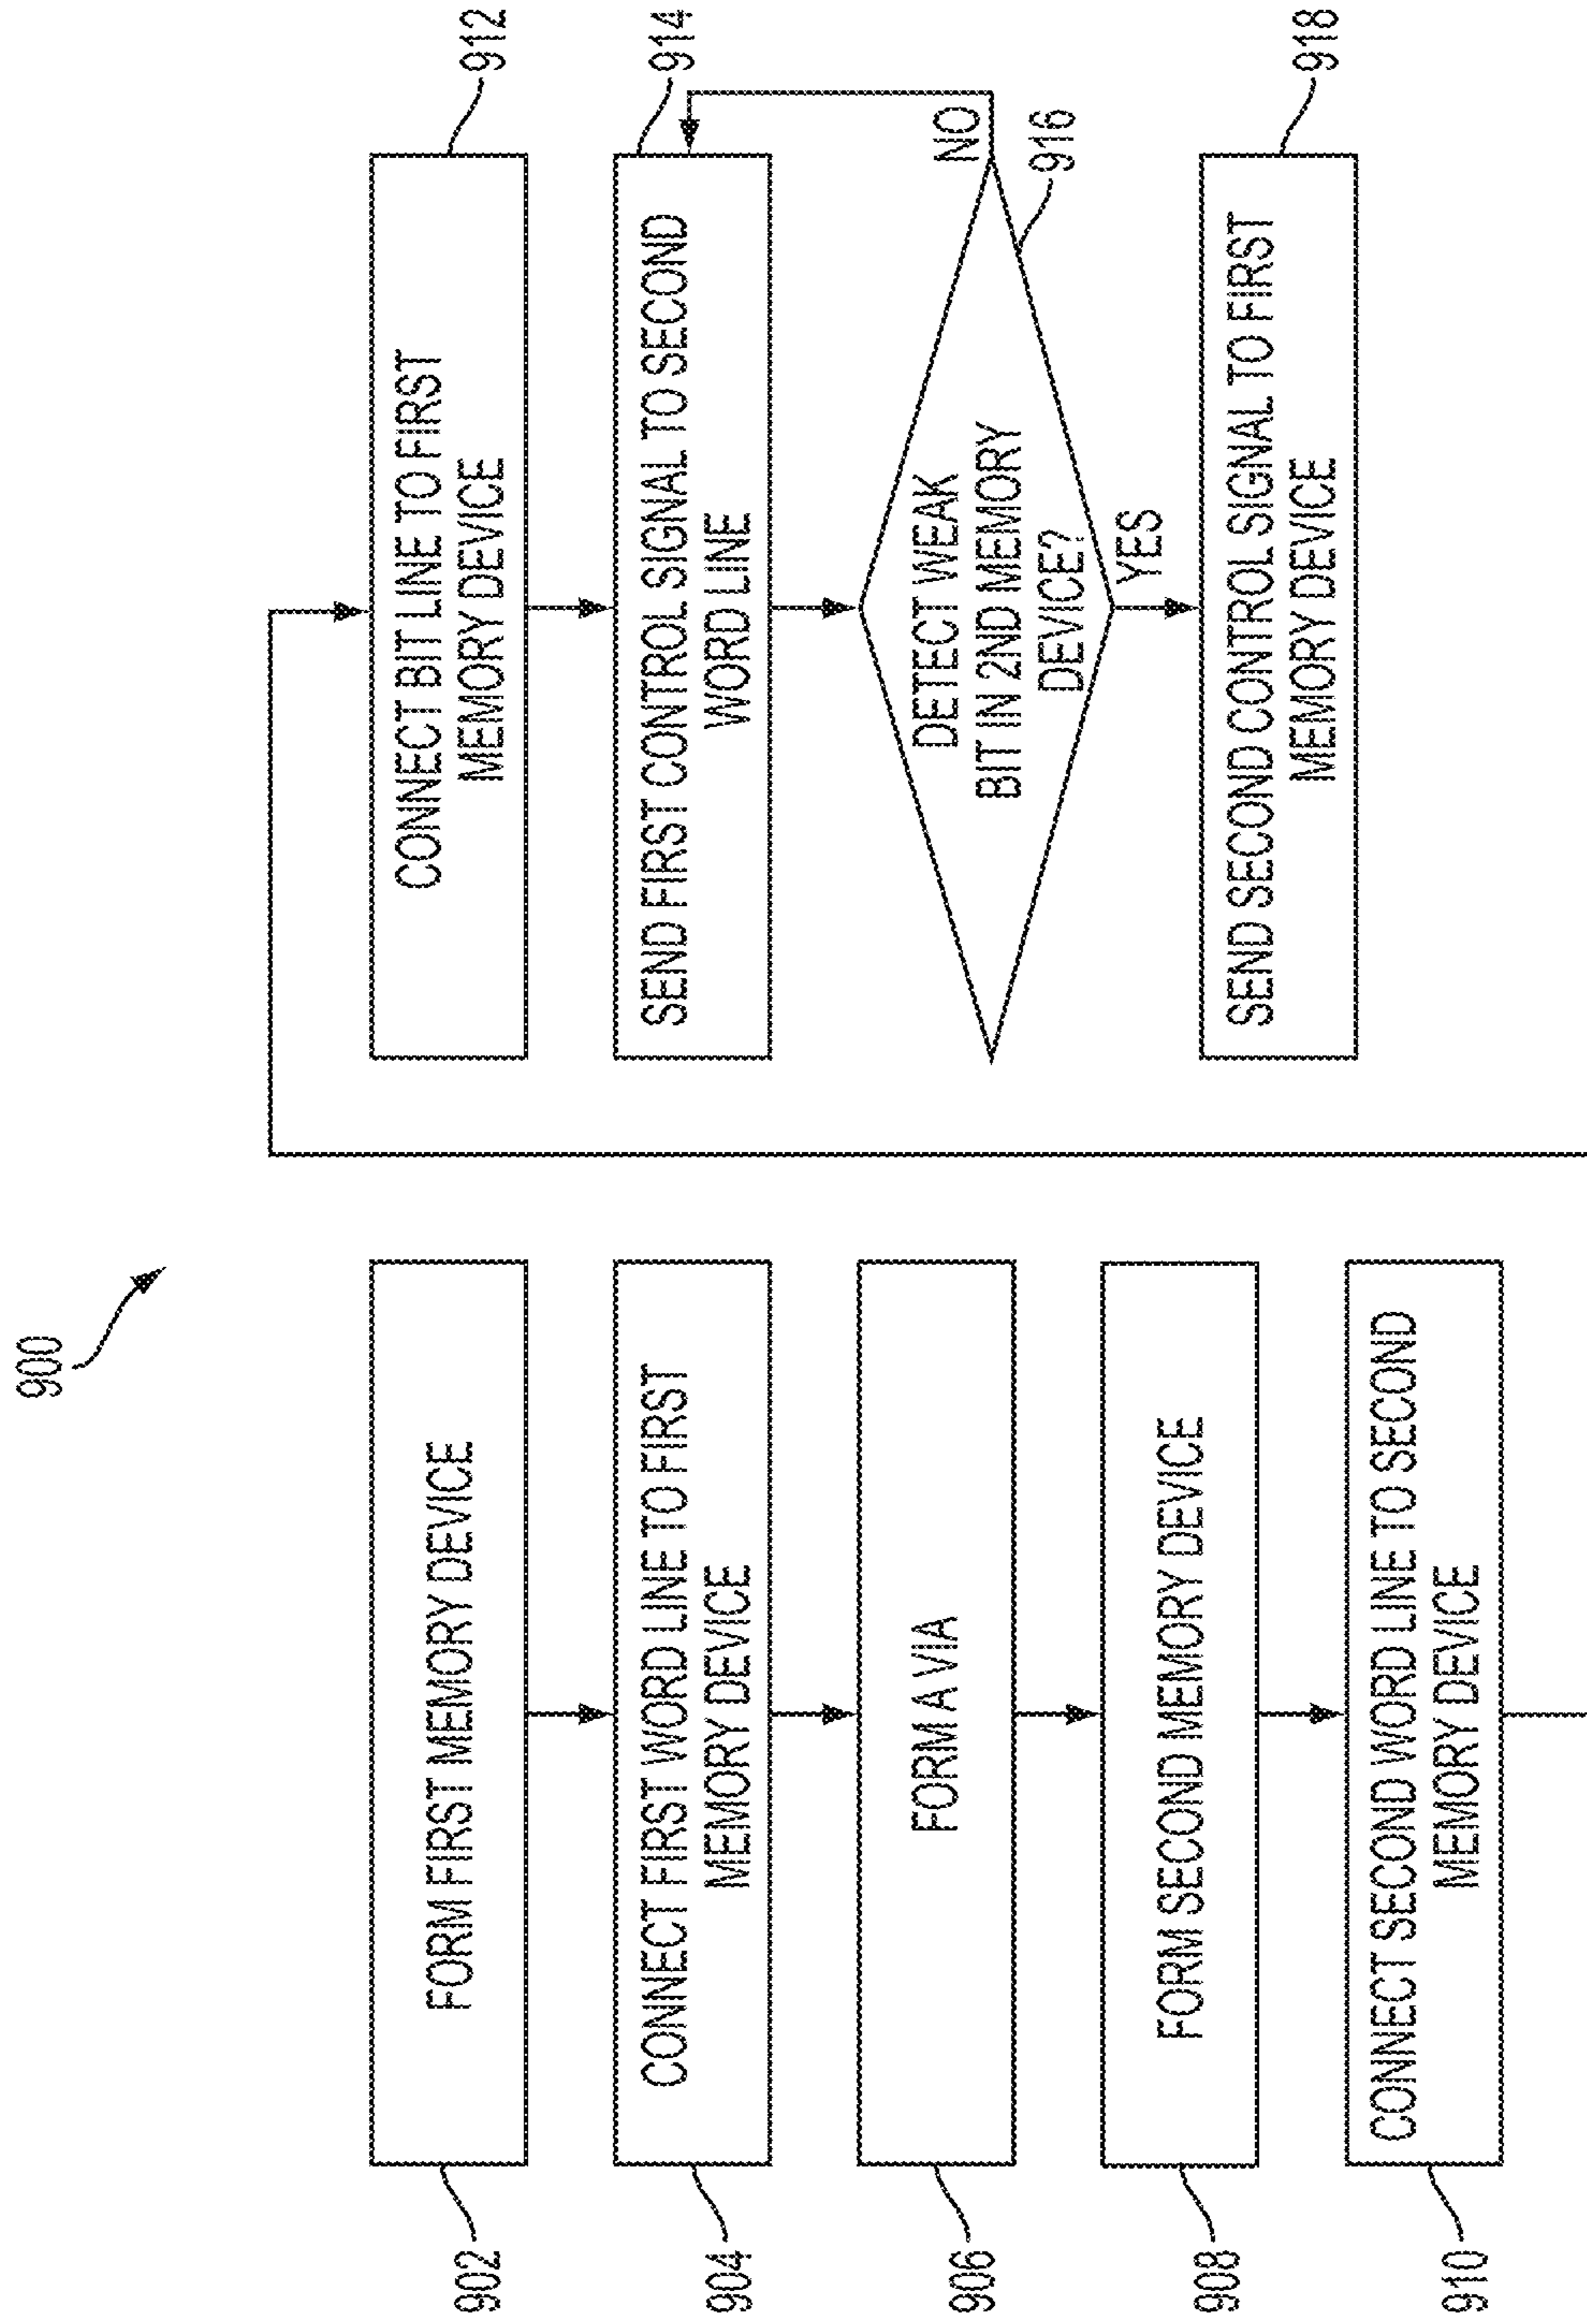 900
902
FORM FIRST MEMORY DEVICE
904
CONNECT FIRST WORD LINE TO FIRST
MEMORY DEVICE
906
FORM A VIA
908
FORM SECOND MEMORY DEVICE
910
CONNECT SECOND WORD LINE TO SECOND
MEMORY DEVICE
CONNECT BIT LINE TO FIRST
MEMORY DEVICE
912
SEND FIRST CONTROL SIGNAL TO SECOND
WORD LINE
914
DETECT WEAK
BIT IN 2ND MEMORY
DEVICE?
NO
916
YES
SEND SECOND CONTROL SIGNAL TO FIRST
MEMORY DEVICE
918